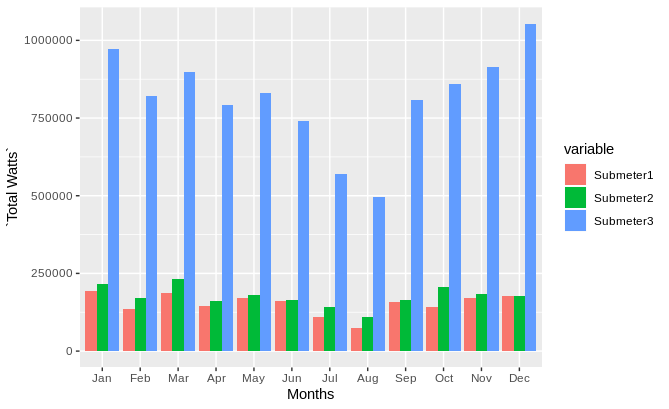 1000000
750000
500000
250000
0
`Total Watts`
Jan Feb Mar Apr May Jun Jul Aug Sep Oct Nov Dec
Months
variable
Submeter1
Submeter2
Submeter3